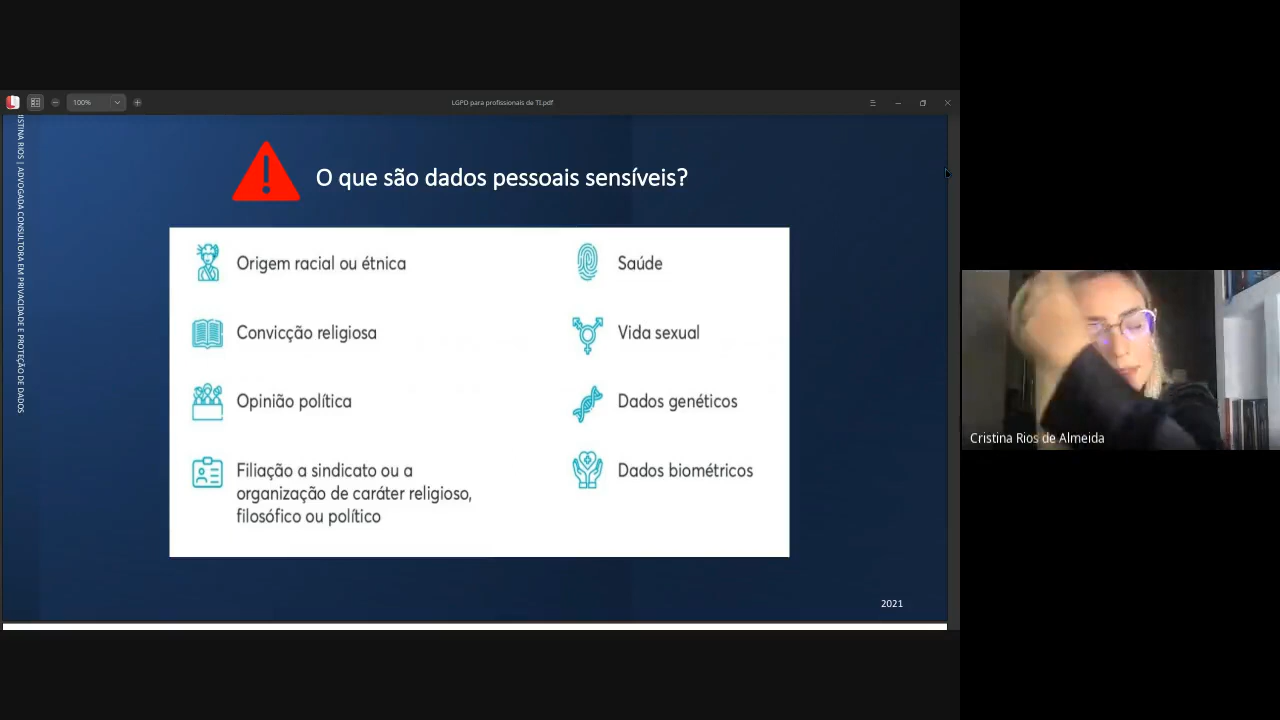 100%
LGPD para profissionais de TI.pdf
ISTINA RIOS | ADVOGADA CONSULTORA EM PRIVACIDADE E PROTEÇÃO DE DADOS
O que são dados pessoais sensíveis?
Origem racial ou étnica
Convicção religiosa
Opinião política
Filiação a sindicato ou a
organização de caráter religioso,
filosófico ou político
Saúde
Vida sexual
Dados genéticos
Dados biométricos
2021
Cristina Rios de Almeida